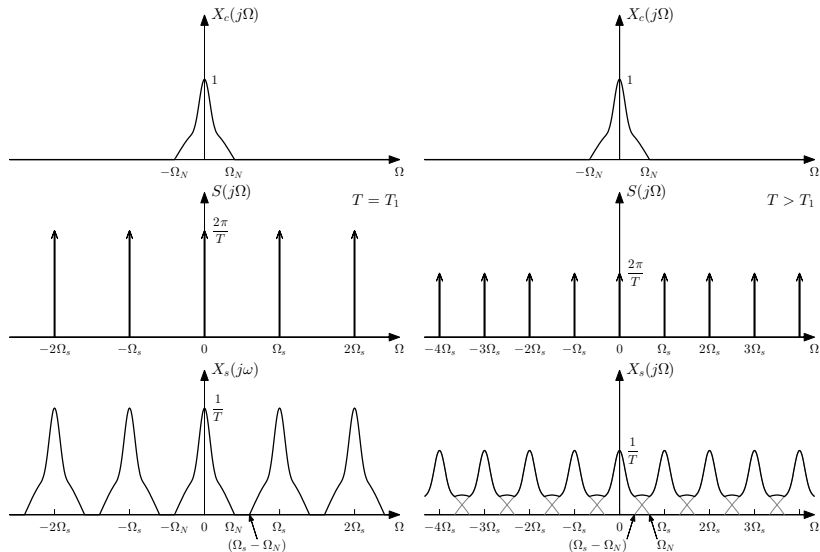 X_c(jΩ)
1
−Ω_N Ω_N Ω
X_c(jΩ)
1
−Ω_N Ω_N Ω
S(jΩ)
T = T_1
2π/T
−2Ω_s −Ω_s 0 Ω_s 2Ω_s Ω
S(jΩ)
T > T_1
2π/T
−4Ω_s −3Ω_s −2Ω_s −Ω_s 0 Ω_s 2Ω_s 3Ω_s Ω
X_s(jω)
1/T
−2Ω_s −Ω_s −Ω_N 0 Ω_N Ω_s 2Ω_s Ω
(Ω_s − Ω_N)
X_s(jΩ)
1/T
−4Ω_s −3Ω_s −2Ω_s −Ω_s 0 Ω_s 2Ω_s 3Ω_s Ω
(Ω_s − Ω_N) Ω_N